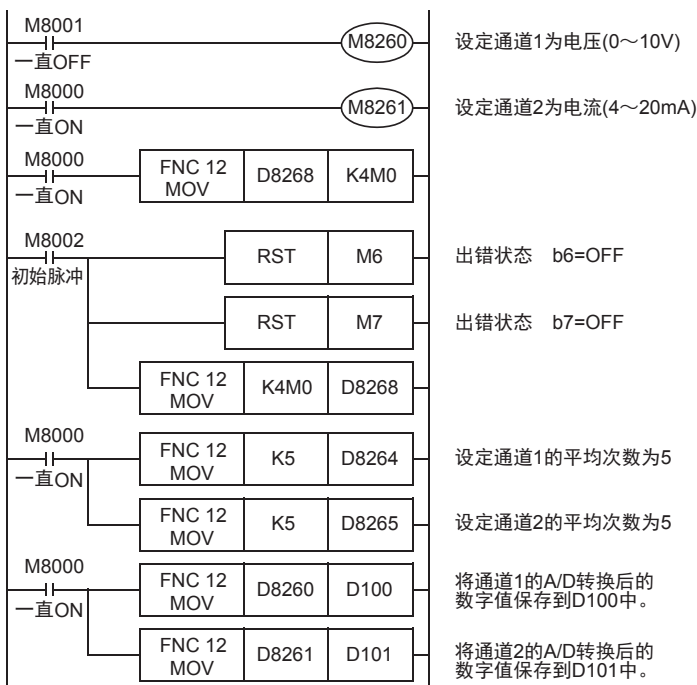 M8001
一直OFF
M8260
设定通道1为电压(0～10V)
M8000
一直ON
M8261
设定通道2为电流(4～20mA)
M8000
一直ON
FNC 12
MOV
D8268
K4M0
M8002
初始脉冲
RST
M6
出错状态 b6=OFF
RST
M7
出错状态 b7=OFF
FNC 12
MOV
K4M0
D8268
M8000
一直ON
FNC 12
MOV
K5
D8264
设定通道1的平均次数为5
FNC 12
MOV
K5
D8265
设定通道2的平均次数为5
M8000
一直ON
FNC 12
MOV
D8260
D100
将通道1的A/D转换后的
数字值保存到D100中。
FNC 12
MOV
D8261
D101
将通道2的A/D转换后的
数字值保存到D101中。